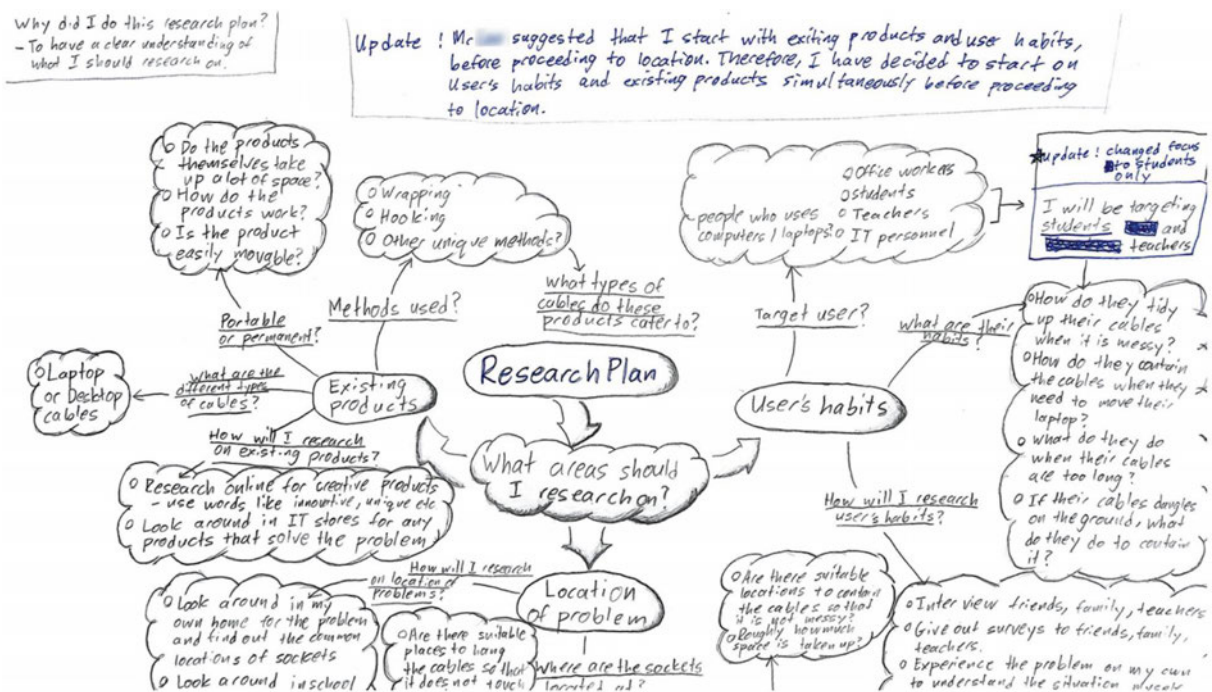 Why did I do this research plan?
- To have a clear understanding of
what I should research on.
Update ! Mr suggested that I start with exiting products and user habits,
before proceeding to location. Therefore, I have decided to start on
User's habits and existing products simultaneously before proceeding
to location.
o Do the products
themselves take
up a lot of space?
o How do the
products work?
o Is the product
easily movable?
o Wrapping
o Hooking
o Other unique methods?
people who uses
computers / laptops?
o Office workers
o students
o Teachers
o IT personnel
update ! changed focus
to students
only
I will be targeting
students and
teachers
Portable
or permanent?
Methods used?
what types of
cables do these
products cater to?
Target user?
what are their
habits?
o How do they tidy
up their cables
when it is messy?
o How do they contain
the cables when they
need to move their
laptop?
o what do they do
when their cables
are too long?
o If their cables dangles
on the ground, what
do they do to contain
it?
o Laptop
or Desktop
cables
what are the
different types
of cables?
Existing
products
Research Plan
User's habits
How will I research
on existing products?
o Research online for creative products
- use words like innovative, unique etc
o Look around in IT stores for any
products that solve the problem
What areas should
I research on?
How will I research
user's habits?
How will I research
on location of
problems?
Location
of problem
o Look around in my
own home for the problem
and find out the common
locations of sockets
o Look around in school
o Are there suitable
places to hang
the cables so that
it does not touch
Where are the sockets
located at?
o Are there suitable
locations to contain
the cables so that
it is not messy?
o Roughly how much
space is taken up?
o Interview friends, family, teachers
o Give out surveys to friends, family,
teachers.
o Experience the problem on my own
to understand the situation